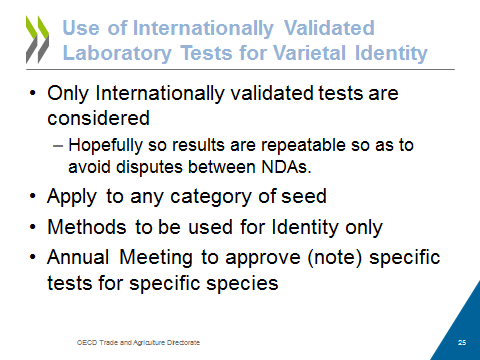 Use of Internationally Validated
Laboratory Tests for Varietal Identity
• Only Internationally validated tests are
considered
– Hopefully so results are repeatable so as to
avoid disputes between NDAs.
• Apply to any category of seed
• Methods to be used for Identity only
• Annual Meeting to approve (note) specific
tests for specific species
OECD Trade and Agriculture Directorate
25